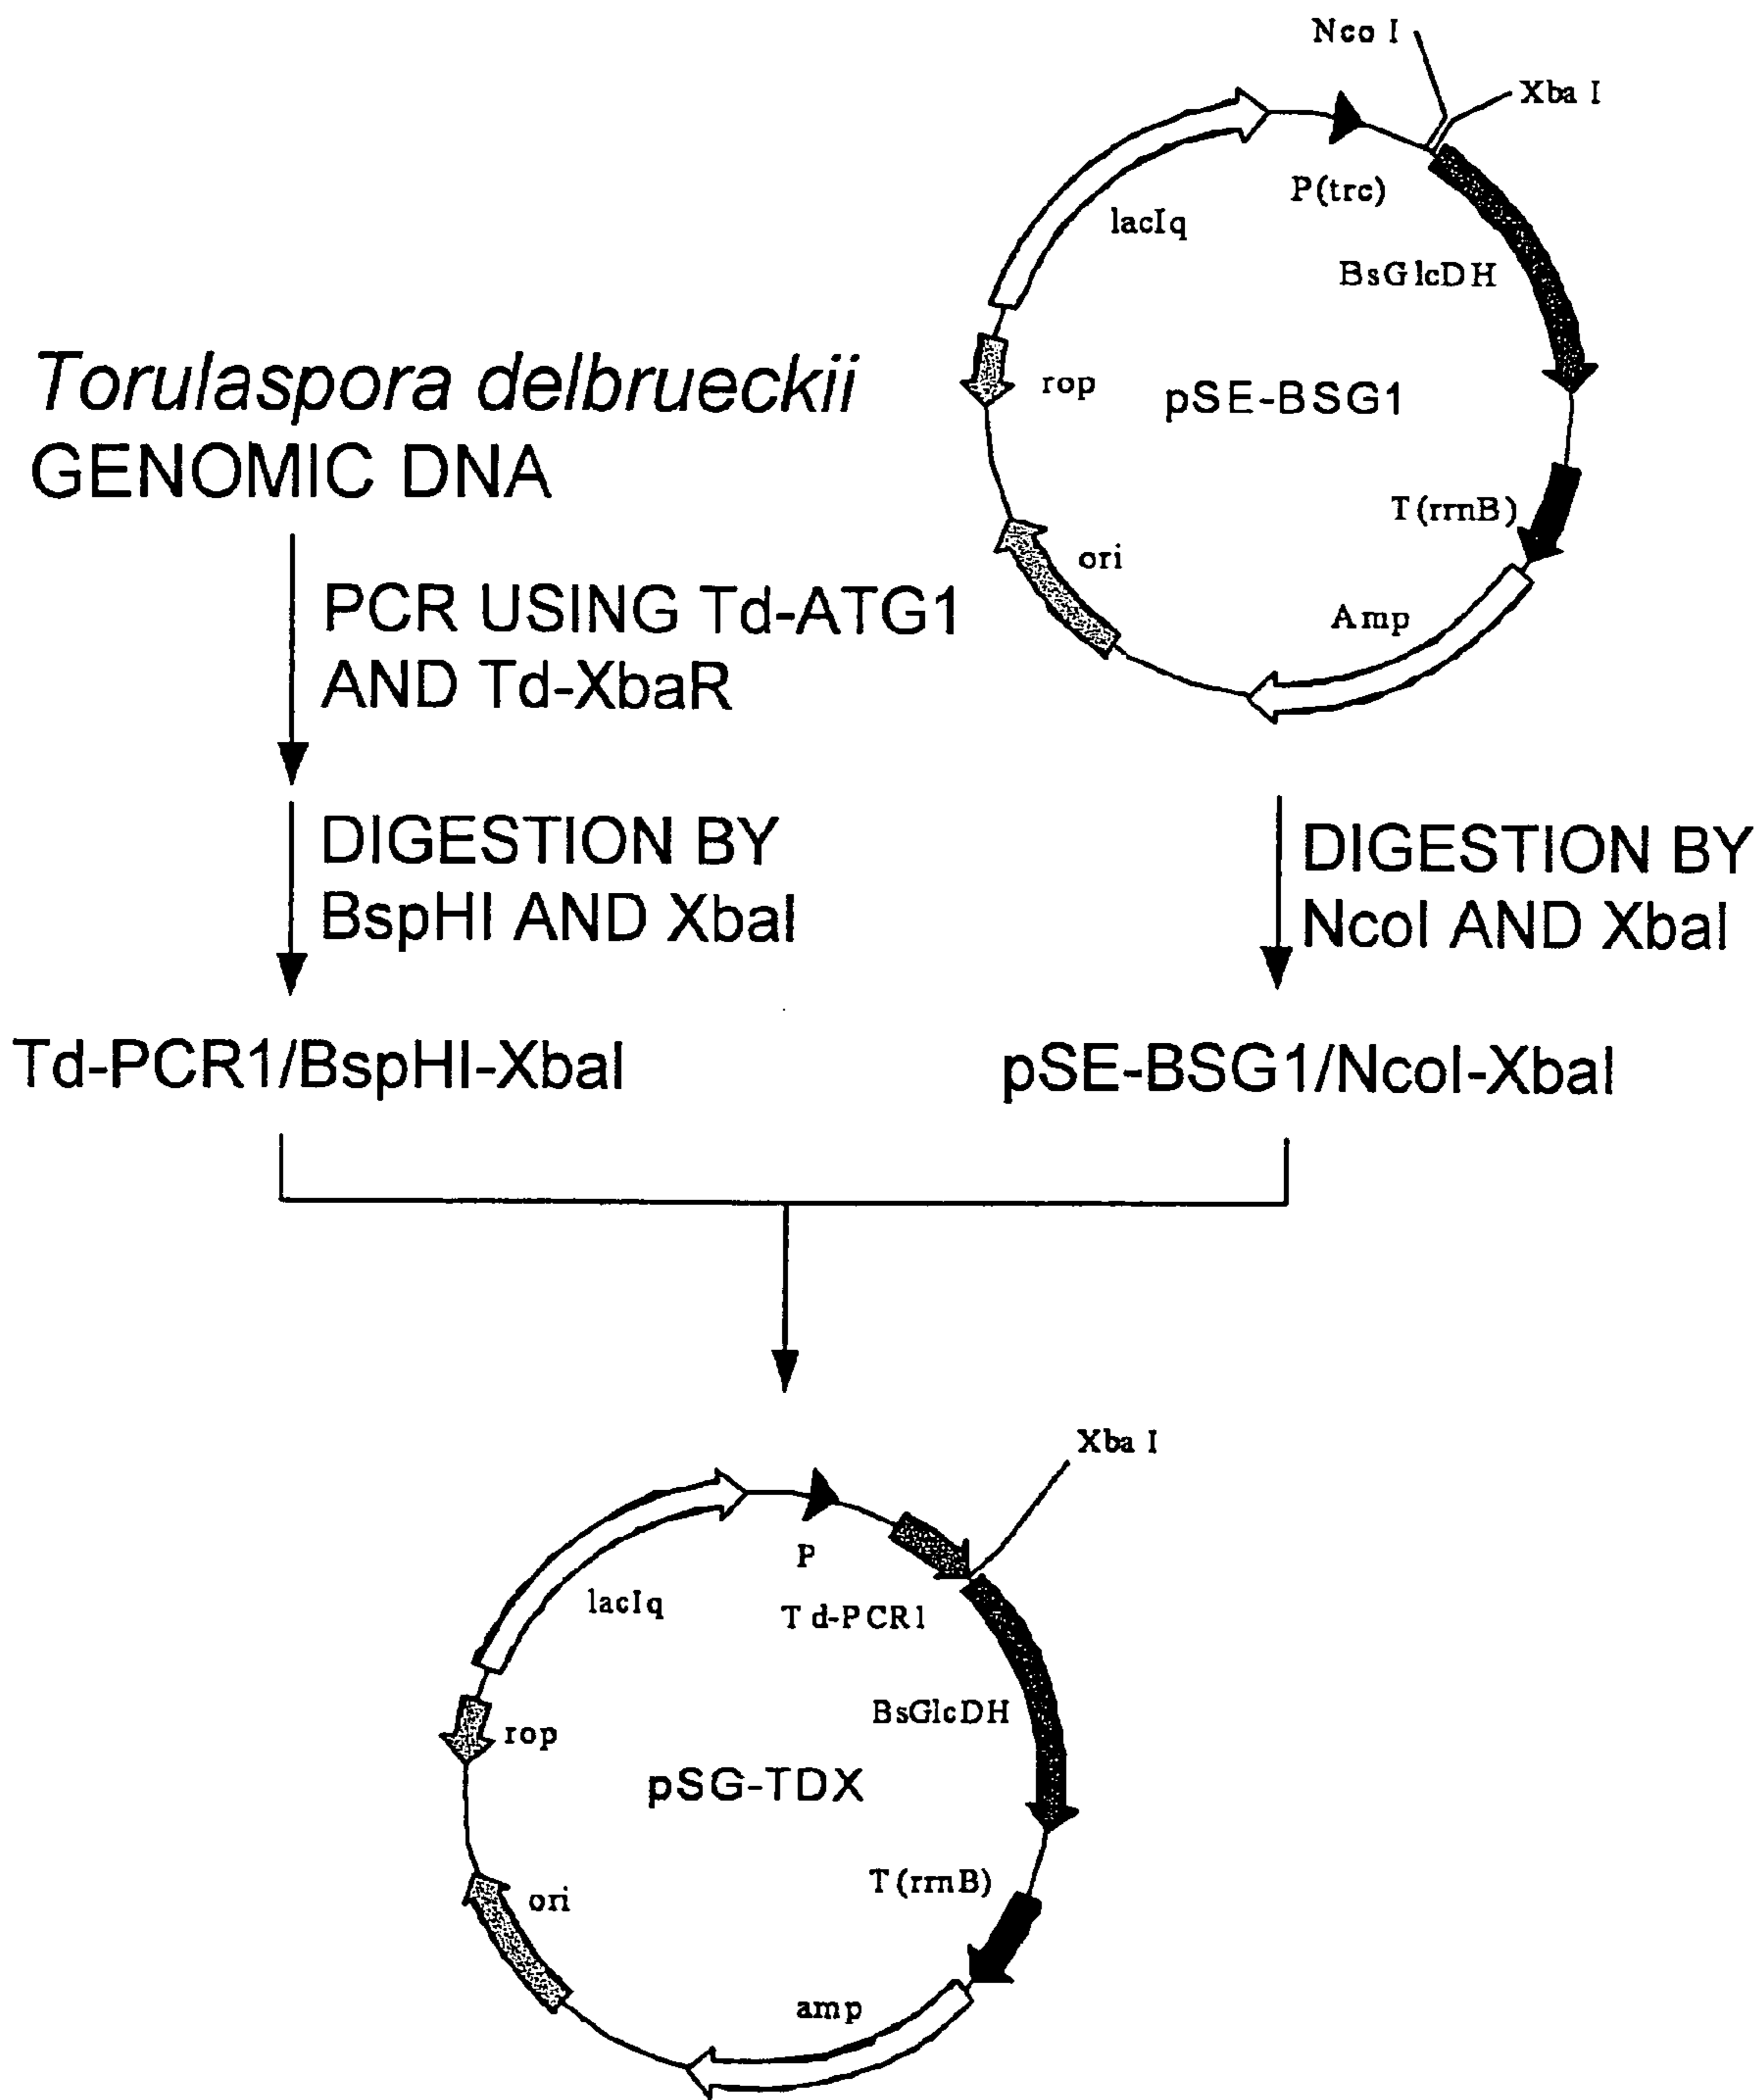 Nco I
Xba I
P(trc)
lacIq
BsGlcDH
rop
pSE-BSG1
T(rrnB)
ori
Amp
Torulaspora delbrueckii
GENOMIC DNA
PCR USING Td-ATG1
AND Td-XbaR
DIGESTION BY
BspHI AND XbaI
DIGESTION BY
NcoI AND XbaI
Td-PCR1/BspHI-XbaI
pSE-BSG1/NcoI-XbaI
Xba I
P
lacIq
Td-PCR1
BsGlcDH
rop
pSG-TDX
T(rrnB)
ori
amp